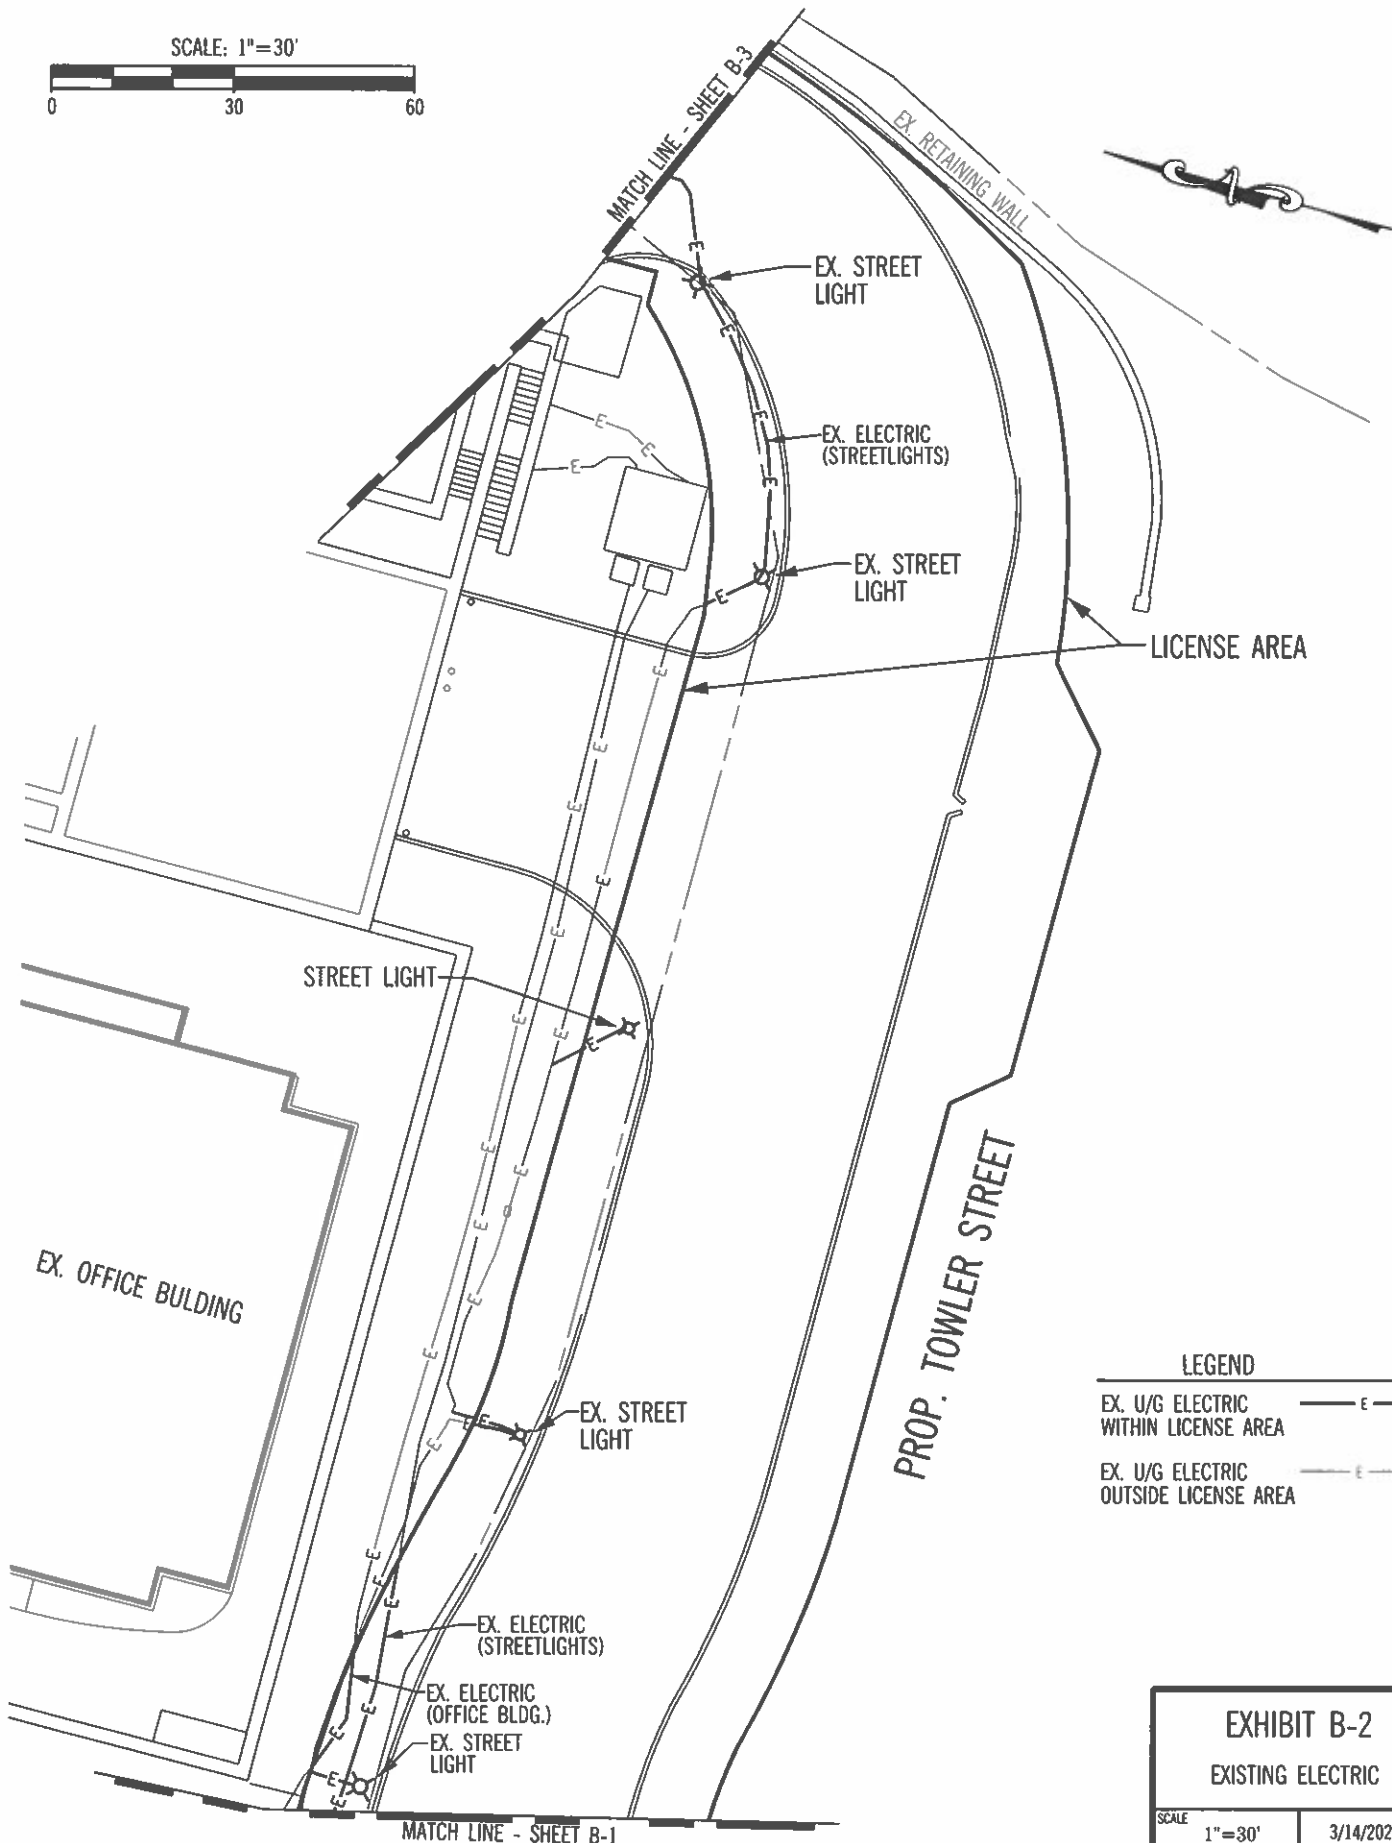 SCALE: 1"=30'
0 30 60
MATCH LINE - SHEET B-3
EX. RETAINING WALL
E
EX. STREET
LIGHT
E
E
EX. ELECTRIC
(STREETLIGHTS)
E
E
E
E
EX. STREET
LIGHT
E
LICENSE AREA
E
E
E
E
E
STREET LIGHT
E
E
E
E
E
E
EX. OFFICE BULDING
PROP. TOWLER STREET
E
E
LEGEND
EX. U/G ELECTRIC
WITHIN LICENSE AREA
E
EX. U/G ELECTRIC
OUTSIDE LICENSE AREA
E
EX. STREET
LIGHT
E
E
E
E
E
E
EX. ELECTRIC
(STREETLIGHTS)
EX. ELECTRIC
(OFFICE BLDG.)
E
E
EX. STREET
LIGHT
E
E
MATCH LINE - SHEET B-1
EXHIBIT B-2
EXISTING ELECTRIC
SCALE
1"=30'
3/14/202